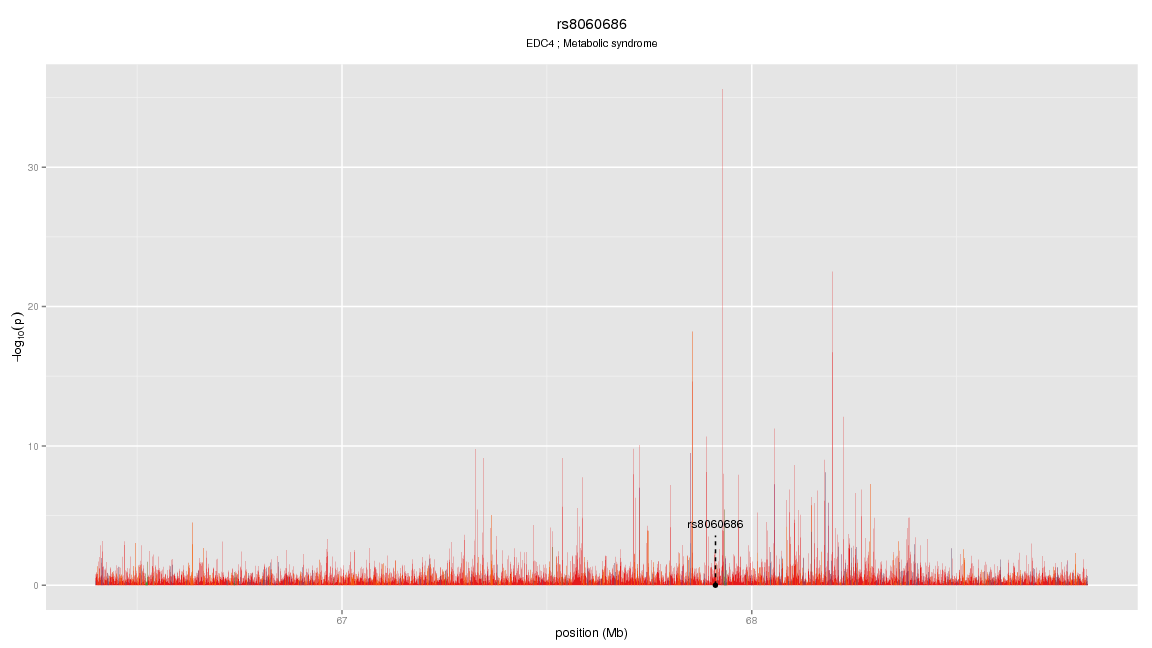 rs8060686
EDC4 ; Metabolic syndrome
−log10(p)
30
20
10
0
rs8060686
67
68
position (Mb)